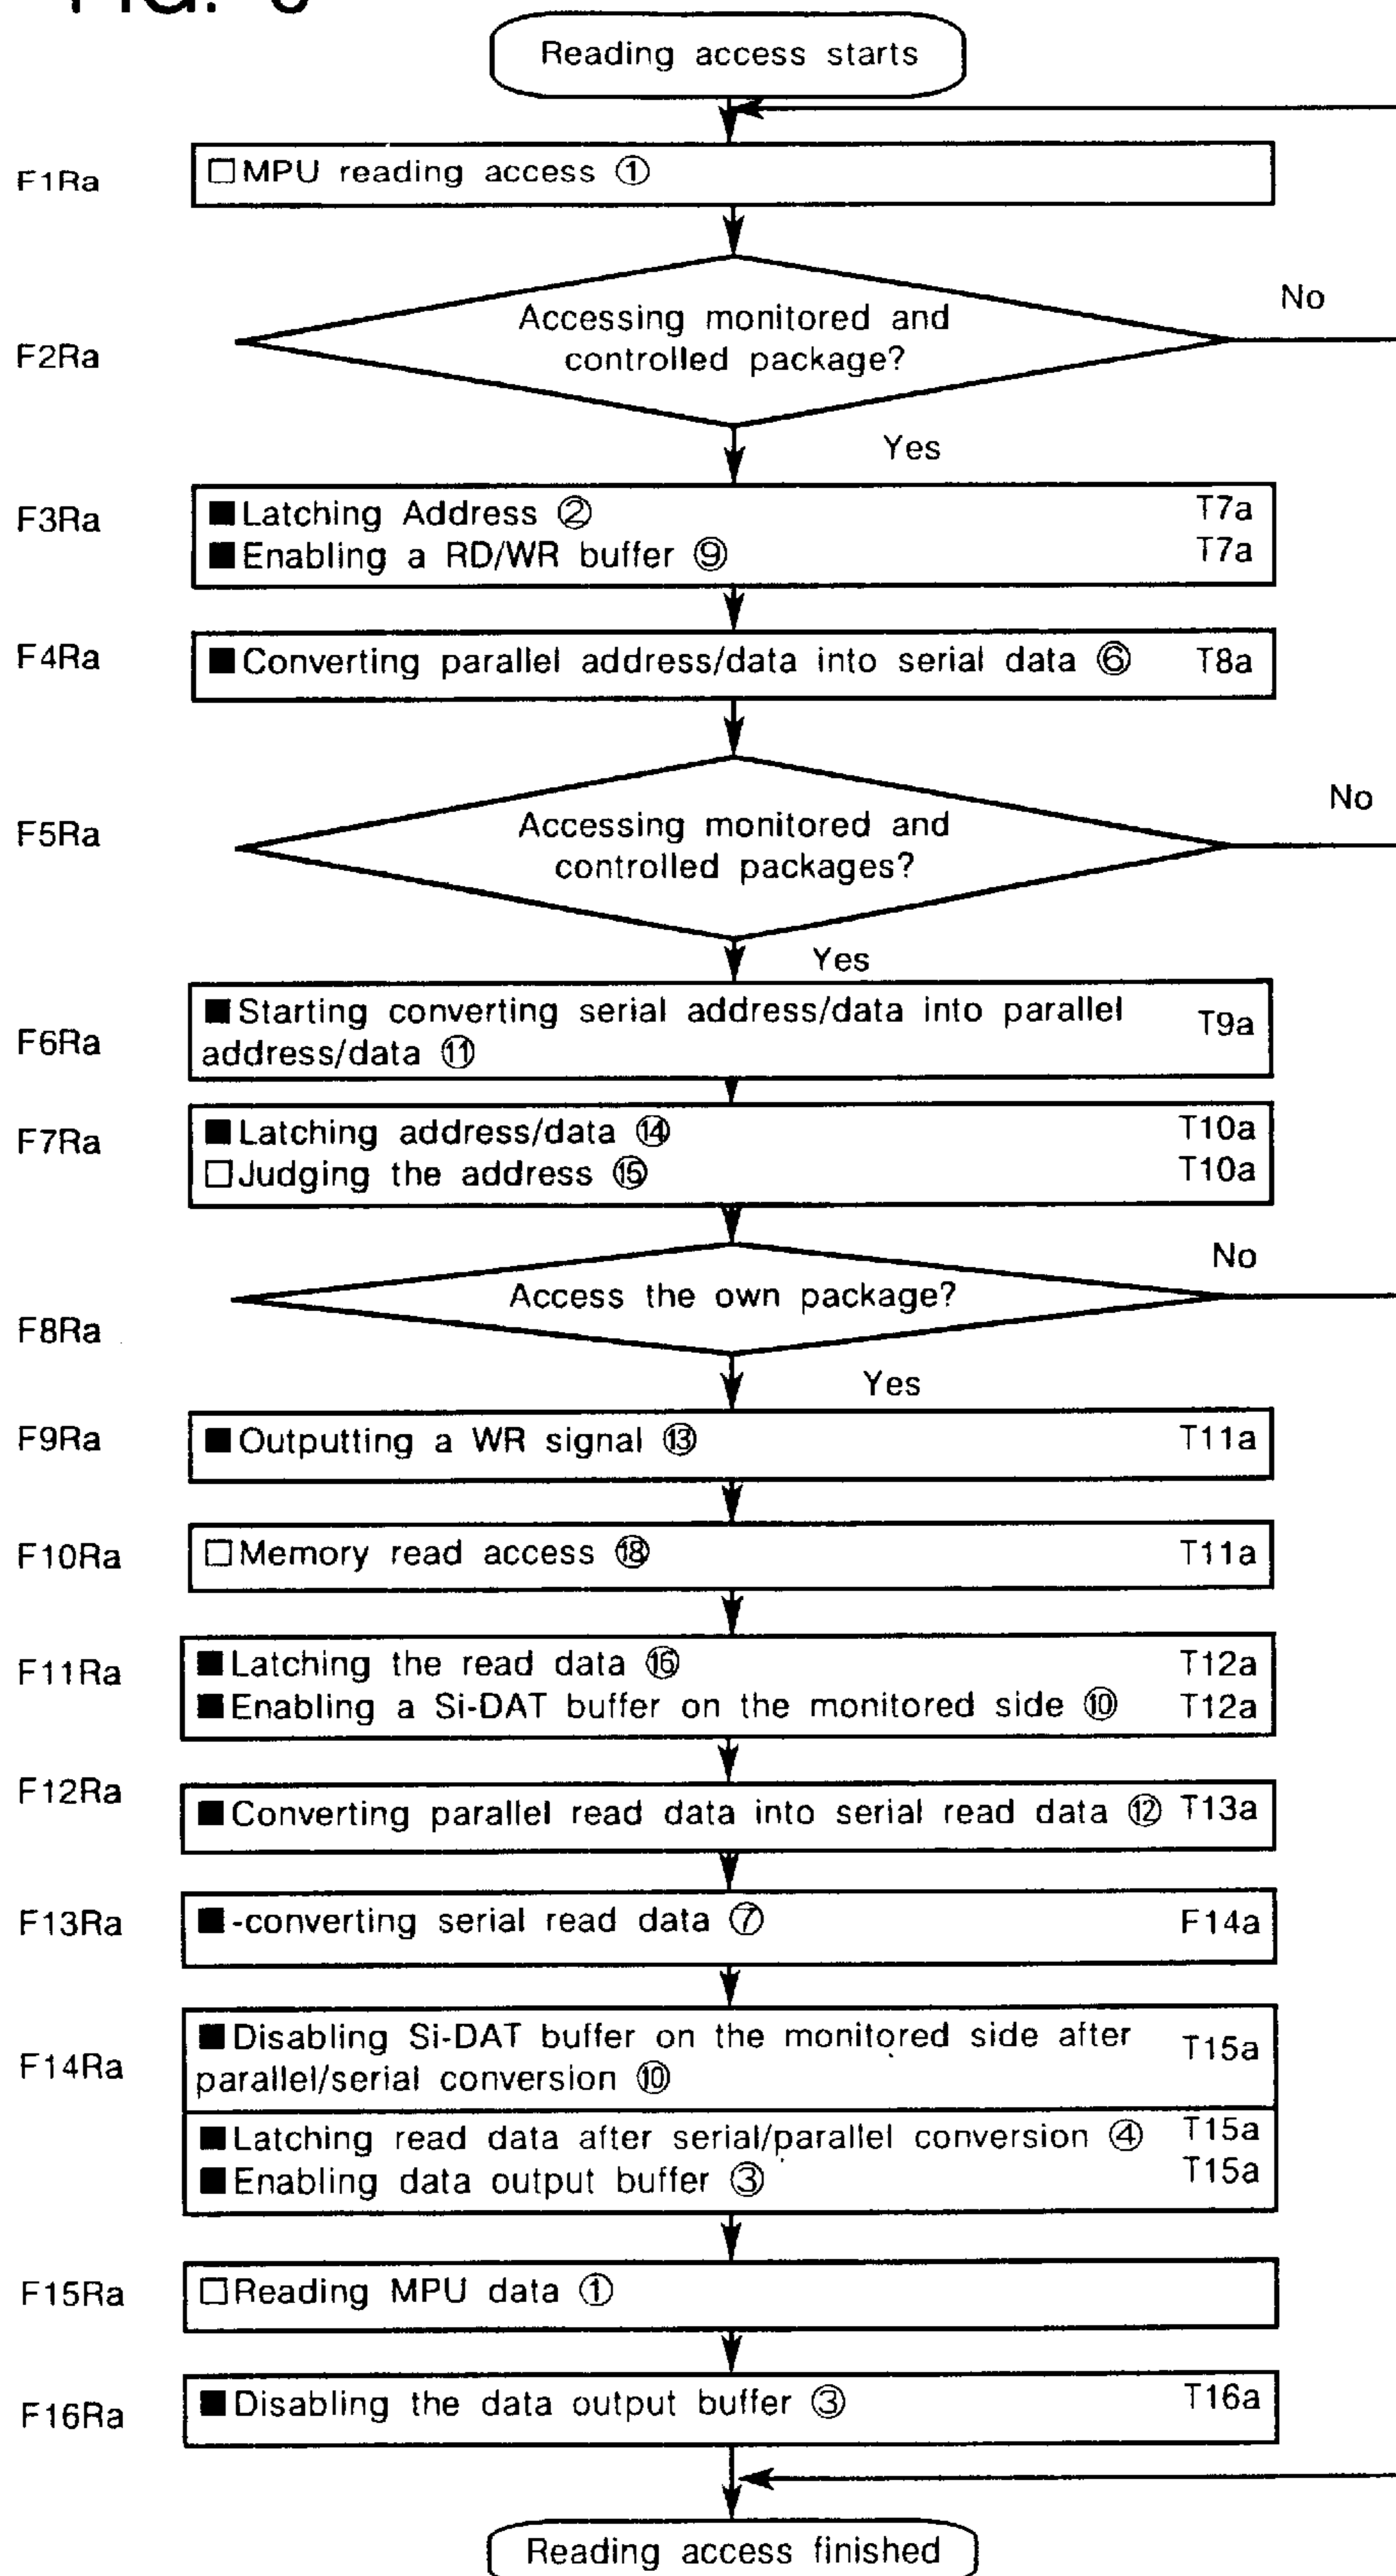 Reading access starts
F1Ra □MPU reading access ①
F2Ra Accessing monitored and
controlled package?
No
Yes
F3Ra ■Latching Address ② T7a
■Enabling a RD/WR buffer ⑨ T7a
F4Ra ■Converting parallel address/data into serial data ⑥ T8a
F5Ra Accessing monitored and
controlled packages?
No
Yes
F6Ra ■Starting converting serial address/data into parallel T9a
address/data ⑪
F7Ra ■Latching address/data ⑭ T10a
□Judging the address ⑮ T10a
F8Ra Access the own package?
No
Yes
F9Ra ■Outputting a WR signal ⑬ T11a
F10Ra □Memory read access ⑱ T11a
F11Ra ■Latching the read data ⑯ T12a
■Enabling a Si-DAT buffer on the monitored side ⑩ T12a
F12Ra ■Converting parallel read data into serial read data ⑫ T13a
F13Ra ■-converting serial read data ⑦ F14a
F14Ra ■Disabling Si-DAT buffer on the monitored side after T15a
parallel/serial conversion ⑩
■Latching read data after serial/parallel conversion ④ T15a
■Enabling data output buffer ③ T15a
F15Ra □Reading MPU data ①
F16Ra ■Disabling the data output buffer ③ T16a
Reading access finished